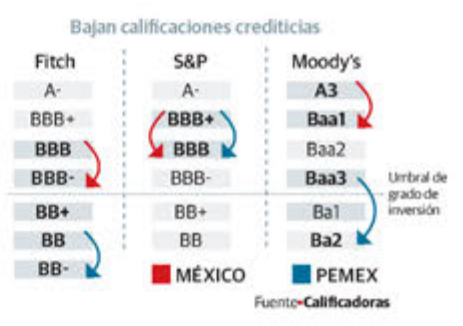 Bajan calificaciones crediticias
Fitch
A-
BBB+
BBB
BBB-
BB+
BB
BB-
S&P
A-
BBB+
BBB
BBB-
BB+
BB
Moody's
A3
Baa1
Baa2
Baa3
Ba1
Ba2
Umbral de
grado de
inversión
MÉXICO
PEMEX
Fuente•Calificadoras